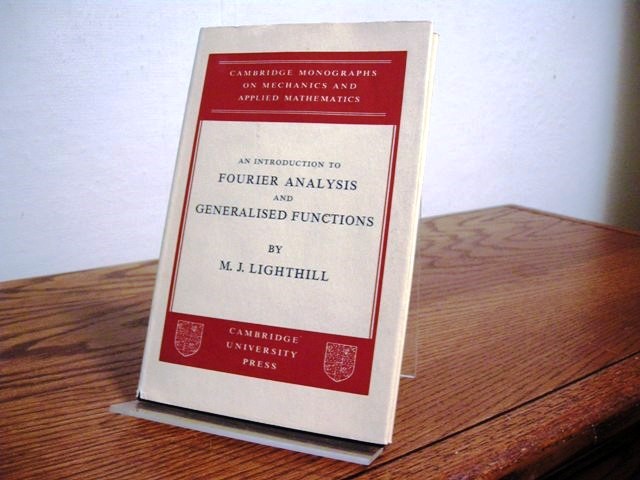 CAMBRIDGE MONOGRAPHS
ON MECHANICS AND
APPLIED MATHEMATICS
AN INTRODUCTION TO
FOURIER ANALYSIS
AND
GENERALISED FUNCTIONS
BY
M. J. LIGHTHILL
CAMBRIDGE
UNIVERSITY
PRESS